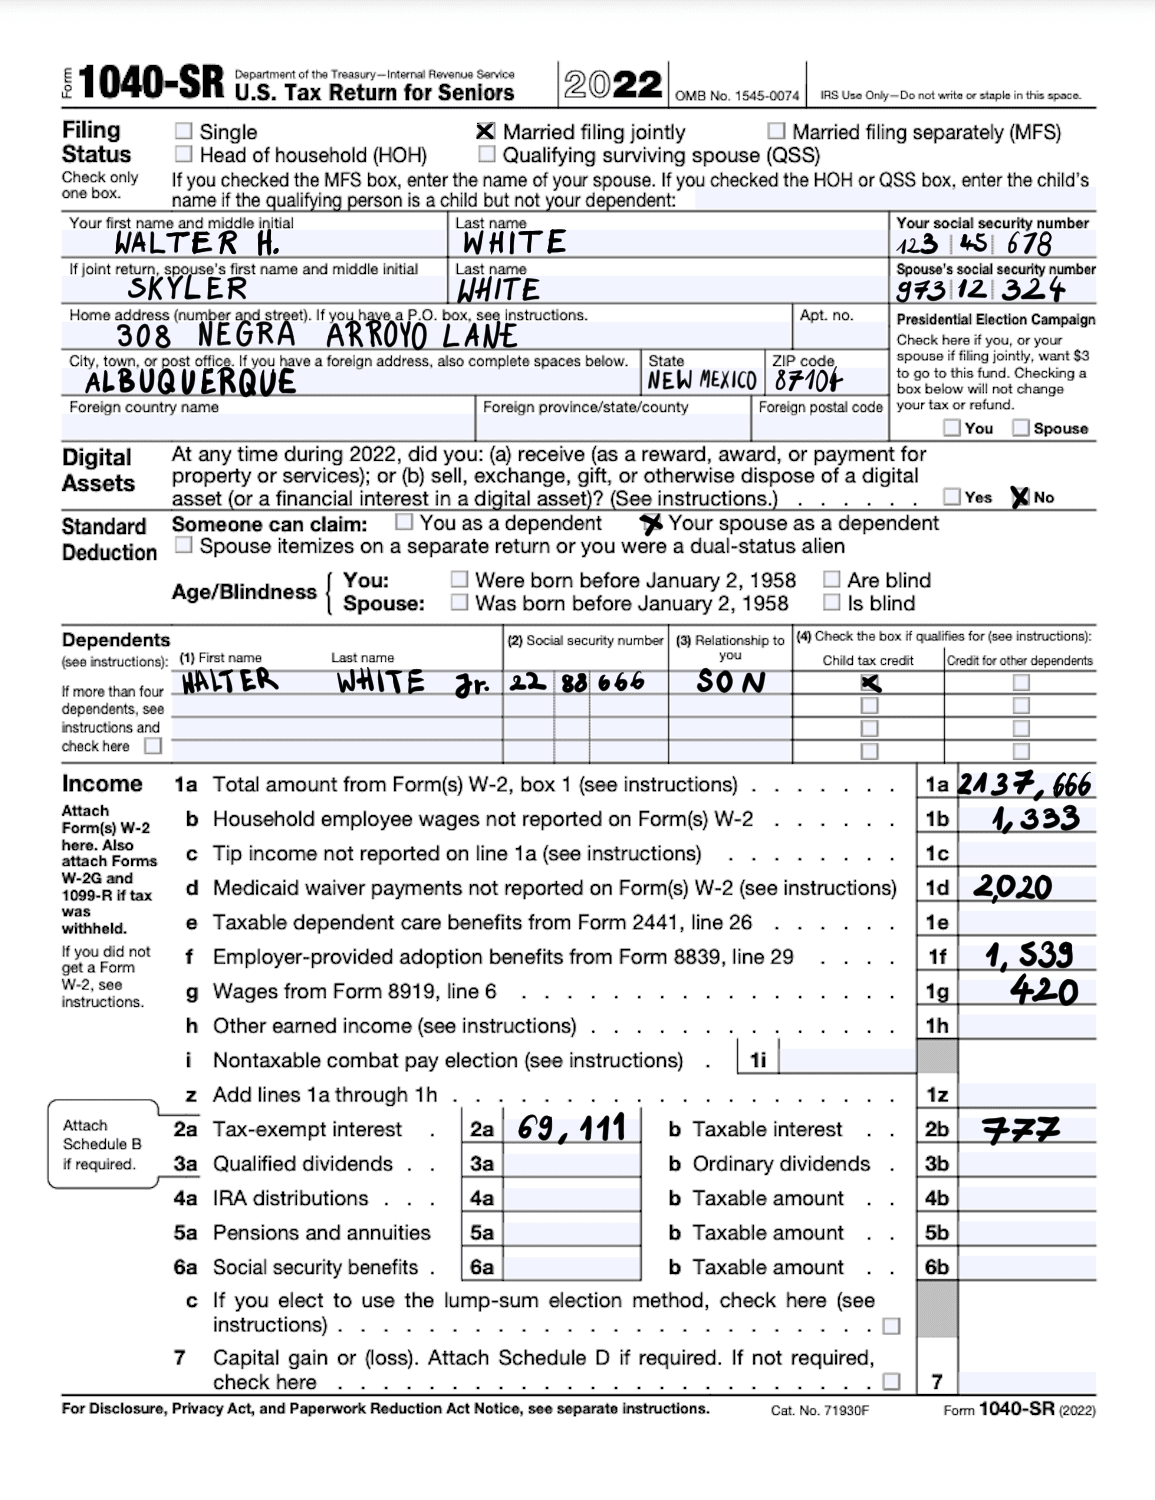 Form 1040-SR Department of the Treasury—Internal Revenue Service
U.S. Tax Return for Seniors 2022 OMB No. 1545-0074 IRS Use Only—Do not write or staple in this space.
Filing Status
Check only one box.
Single Married filing jointly Married filing separately (MFS)
Head of household (HOH) Qualifying surviving spouse (QSS)
If you checked the MFS box, enter the name of your spouse. If you checked the HOH or QSS box, enter the child's
name if the qualifying person is a child but not your dependent:
Your first name and middle initial Last name Your social security number
WALTER H. WHITE 123 45 678
If joint return, spouse's first name and middle initial Last name Spouse's social security number
SKYLER WHITE 973 12 324
Home address (number and street). If you have a P.O. box, see instructions. Apt. no.
308 NEGRA ARROYO LANE
City, town, or post office. If you have a foreign address, also complete spaces below. State ZIP code
ALBUQUERQUE NEW MEXICO 87104
Foreign country name Foreign province/state/county Foreign postal code
Presidential Election Campaign
Check here if you, or your
spouse if filing jointly, want $3
to go to this fund. Checking a
box below will not change
your tax or refund.
You Spouse
Digital Assets
At any time during 2022, did you: (a) receive (as a reward, award, or payment for
property or services); or (b) sell, exchange, gift, or otherwise dispose of a digital
asset (or a financial interest in a digital asset)? (See instructions.) . . . . . . Yes No
Standard Deduction
Someone can claim: You as a dependent Your spouse as a dependent
Spouse itemizes on a separate return or you were a dual-status alien
Age/Blindness
You: Were born before January 2, 1958 Are blind
Spouse: Was born before January 2, 1958 Is blind
Dependents
(see instructions):
If more than four
dependents, see
instructions and
check here
(1) First name Last name (2) Social security number (3) Relationship to you (4) Check the box if qualifies for (see instructions):
Child tax credit Credit for other dependents
WALTER WHITE Jr. 22 88 666 SON
Income
Attach
Form(s) W-2
here. Also
attach Forms
W-2G and
1099-R if tax
was
withheld.
If you did not
get a Form
W-2, see
instructions.
1a Total amount from Form(s) W-2, box 1 (see instructions) . . . . . . . 1a 2137,666
b Household employee wages not reported on Form(s) W-2 . . . . . . 1b 1,333
c Tip income not reported on line 1a (see instructions) . . . . . . . . 1c
d Medicaid waiver payments not reported on Form(s) W-2 (see instructions) 1d 2,020
e Taxable dependent care benefits from Form 2441, line 26 . . . . . . 1e
f Employer-provided adoption benefits from Form 8839, line 29 . . . . 1f 1,539
g Wages from Form 8919, line 6 . . . . . . . . . . . . . . . . . 1g 420
h Other earned income (see instructions) . . . . . . . . . . . . . . 1h
i Nontaxable combat pay election (see instructions) . 1i
z Add lines 1a through 1h . . . . . . . . . . . . . . . . . . . . 1z
Attach
Schedule B
if required.
2a Tax-exempt interest . 2a 69,111 b Taxable interest . . 2b 777
3a Qualified dividends . . 3a b Ordinary dividends . 3b
4a IRA distributions . . . 4a b Taxable amount . . 4b
5a Pensions and annuities 5a b Taxable amount . . 5b
6a Social security benefits . 6a b Taxable amount . . 6b
c If you elect to use the lump-sum election method, check here (see
instructions) . . . . . . . . . . . . . . . . . . . . . . . .
7 Capital gain or (loss). Attach Schedule D if required. If not required,
check here . . . . . . . . . . . . . . . . . . . . . . . . 7
For Disclosure, Privacy Act, and Paperwork Reduction Act Notice, see separate instructions. Cat. No. 71930F Form 1040-SR (2022)